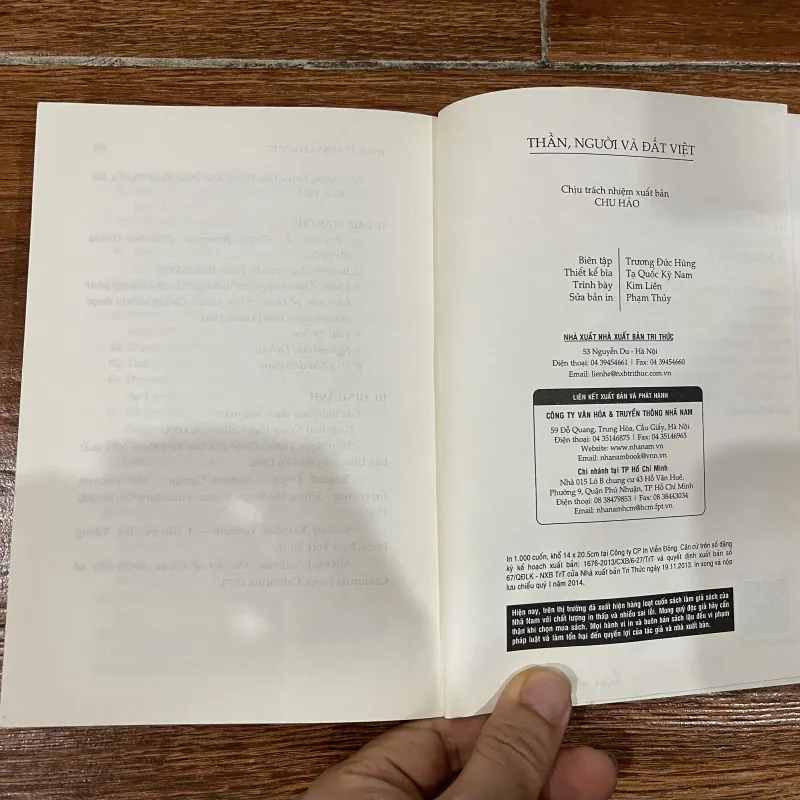 THẦN, NGƯỜI VÀ ĐẤT VIỆT
Chịu trách nhiệm xuất bản
CHU HẢO
Biên tập Trương Đức Hùng
Thiết kế bìa Tạ Quốc Kỳ Nam
Trình bày Kim Liên
Sửa bản in Phạm Thủy
NHÀ XUẤT NHÀ XUẤT BẢN TRI THỨC
53 Nguyễn Du - Hà Nội
Điện thoại: 04 39454661 | Fax: 04 39454660
Email: lienhe@nxbtrithuc.com.vn
LIÊN KẾT XUẤT BẢN VÀ PHÁT HÀNH
CÔNG TY VĂN HÓA & TRUYỀN THÔNG NHÃ NAM
59 Đỗ Quang, Trung Hòa, Cầu Giấy, Hà Nội
Điện thoại: 04 35146875 | Fax: 04 35146965
Website: www.nhanam.vn
Email: nhanambook@vnn.vn
Chi nhánh tại TP Hồ Chí Minh
Nhà 015 Lô B chung cư 43 Hồ Văn Huê,
Phường 9, Quận Phú Nhuận, TP Hồ Chí Minh
Điện thoại: 08 38479853 | Fax: 08 38443034
Email: nhanamhcm@hcm.fpt.vn
In 1.000 cuốn, khổ 14 x 20.5cm tại Công ty CP In Viễn Đông. Căn cứ trên số đăng
ký kế hoạch xuất bản: 1676-2013/CXB/6-27/TrT và quyết định xuất bản số
67/QĐLK - NXB TrT của Nhà xuất bản Tri Thức ngày 19.11.2013. In xong và nộp
lưu chiểu quý I năm 2014.
Hiện nay, trên thị trường đã xuất hiện hàng loạt cuốn sách làm giả sách của
Nhã Nam với chất lượng in thấp và nhiều sai lỗi. Mong quý độc giả hãy cẩn
thận khi chọn mua sách. Mọi hành vi in và buôn bán sách lậu đều vi phạm
pháp luật và làm tổn hại đến quyền lợi của tác giả và nhà xuất bản.